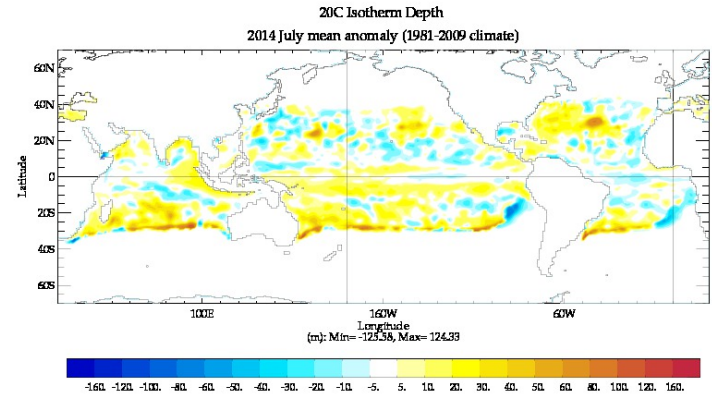 20C Isotherm Depth
2014 July mean anomaly (1981-2009 climate)
60N
40N
20N
0
20S
40S
60S
Latitude
100E 160W 60W
Longitude
(m): Min= -125.58, Max= 124.33
-160. -120. -100. -80. -60. -50. -40. -30. -20. -10. -5. 5. 10. 20. 30. 40. 50. 60. 80. 100. 120. 160.